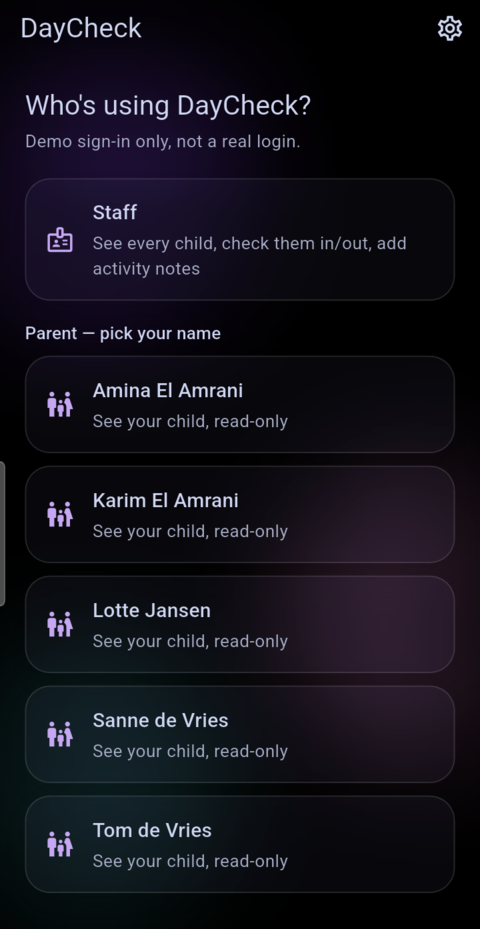 DayCheck
Who's using DayCheck?
Demo sign-in only, not a real login.
Staff
See every child, check them in/out, add
activity notes
Parent — pick your name
Amina El Amrani
See your child, read-only
Karim El Amrani
See your child, read-only
Lotte Jansen
See your child, read-only
Sanne de Vries
See your child, read-only
Tom de Vries
See your child, read-only